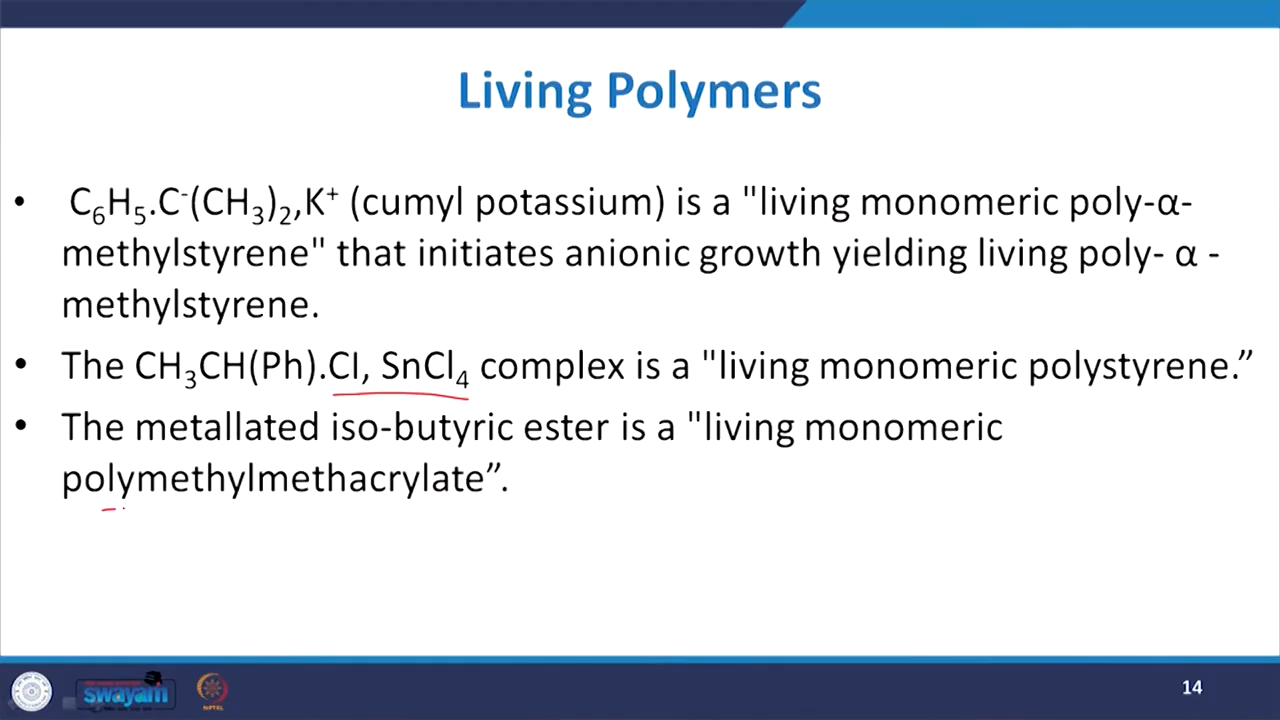 Living Polymers
• C₆H₅.C⁻(CH₃)₂,K⁺ (cumyl potassium) is a "living monomeric poly-α-
methylstyrene" that initiates anionic growth yielding living poly- α -
methylstyrene.
• The CH₃CH(Ph).CI, SnCl₄ complex is a "living monomeric polystyrene.”
• The metallated iso-butyric ester is a "living monomeric
polymethylmethacrylate”.
swayam
14